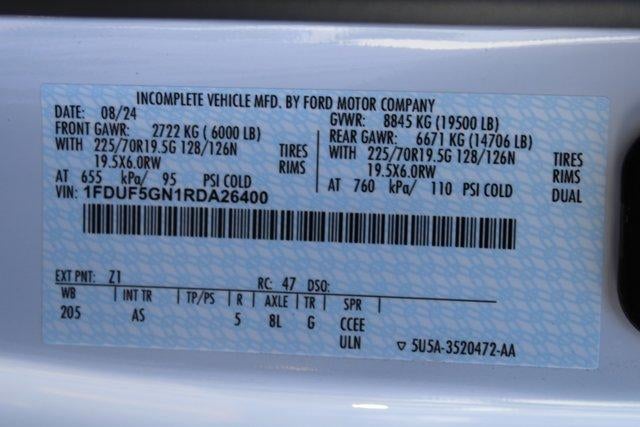 INCOMPLETE VEHICLE MFD. BY FORD MOTOR COMPANY
DATE: 08/24 GVWR: 8845 KG (19500 LB)
FRONT GAWR: 2722 KG ( 6000 LB) REAR GAWR: 6671 KG (14706 LB)
WITH 225/70R19.5G 128/126N TIRES WITH 225/70R19.5G 128/126N TIRES
19.5X6.0RW RIMS 19.5X6.0RW RIMS
AT 655 kPa/ 95 PSI COLD AT 760 kPa/ 110 PSI COLD DUAL
VIN: 1FDUF5GN1RDA26400
EXT PNT: Z1 RC: 47 DSO:
WB INT TR TP/PS R AXLE TR SPR
205 AS 5 8L G CCEE
ULN ▽ 5U5A-3520472-AA